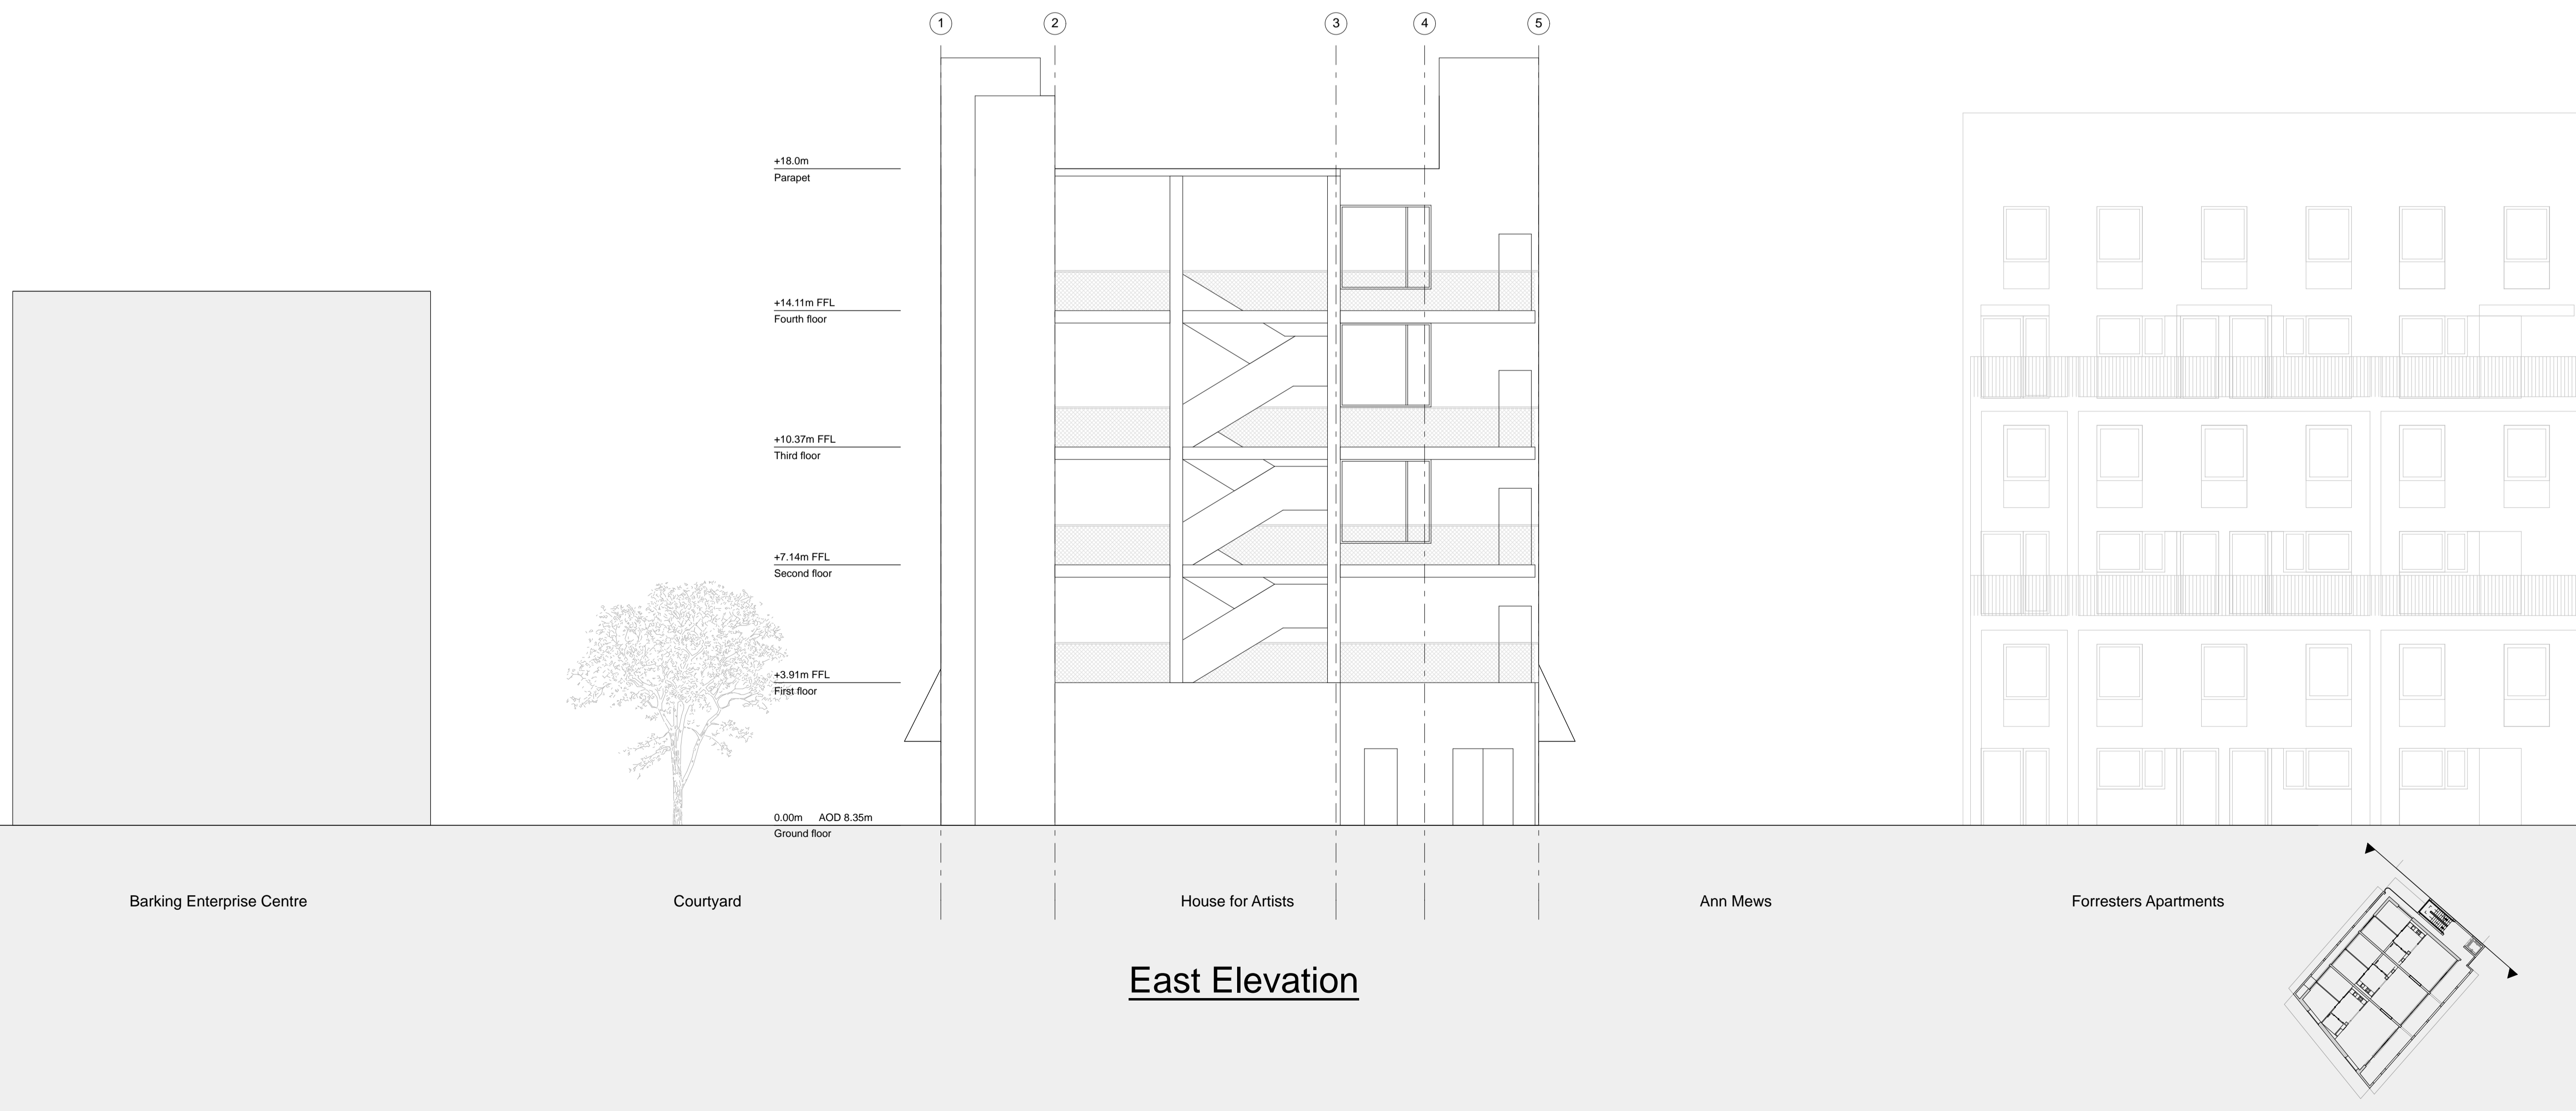 1 2 3 4 5
+18.0m
Parapet
+14.11m FFL
Fourth floor
+10.37m FFL
Third floor
+7.14m FFL
Second floor
+3.91m FFL
First floor
0.00m AOD 8.35m
Ground floor
Barking Enterprise Centre Courtyard House for Artists Ann Mews Forresters Apartments
East Elevation